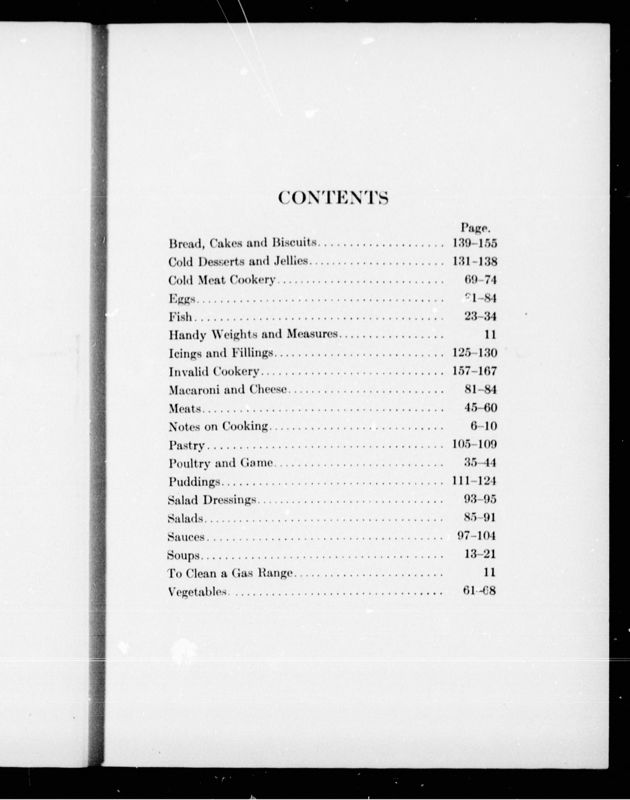 CONTENTS
Page.
Bread, Cakes and Biscuits.................... 139–155
Cold Desserts and Jellies..................... 131–138
Cold Meat Cookery.......................... 69–74
Eggs....................................... 1–84
Fish....................................... 23–34
Handy Weights and Measures................. 11
Icings and Fillings........................... 125–130
Invalid Cookery............................. 157–167
Macaroni and Cheese......................... 81–84
Meats...................................... 45–60
Notes on Cooking............................ 6–10
Pastry...................................... 105–109
Poultry and Game........................... 35–44
Puddings................................... 111–124
Salad Dressings............................. 93–95
Salads...................................... 85–91
Sauces...................................... 97–104
Soups....................................... 13–21
To Clean a Gas Range........................ 11
Vegetables.................................. 61–68